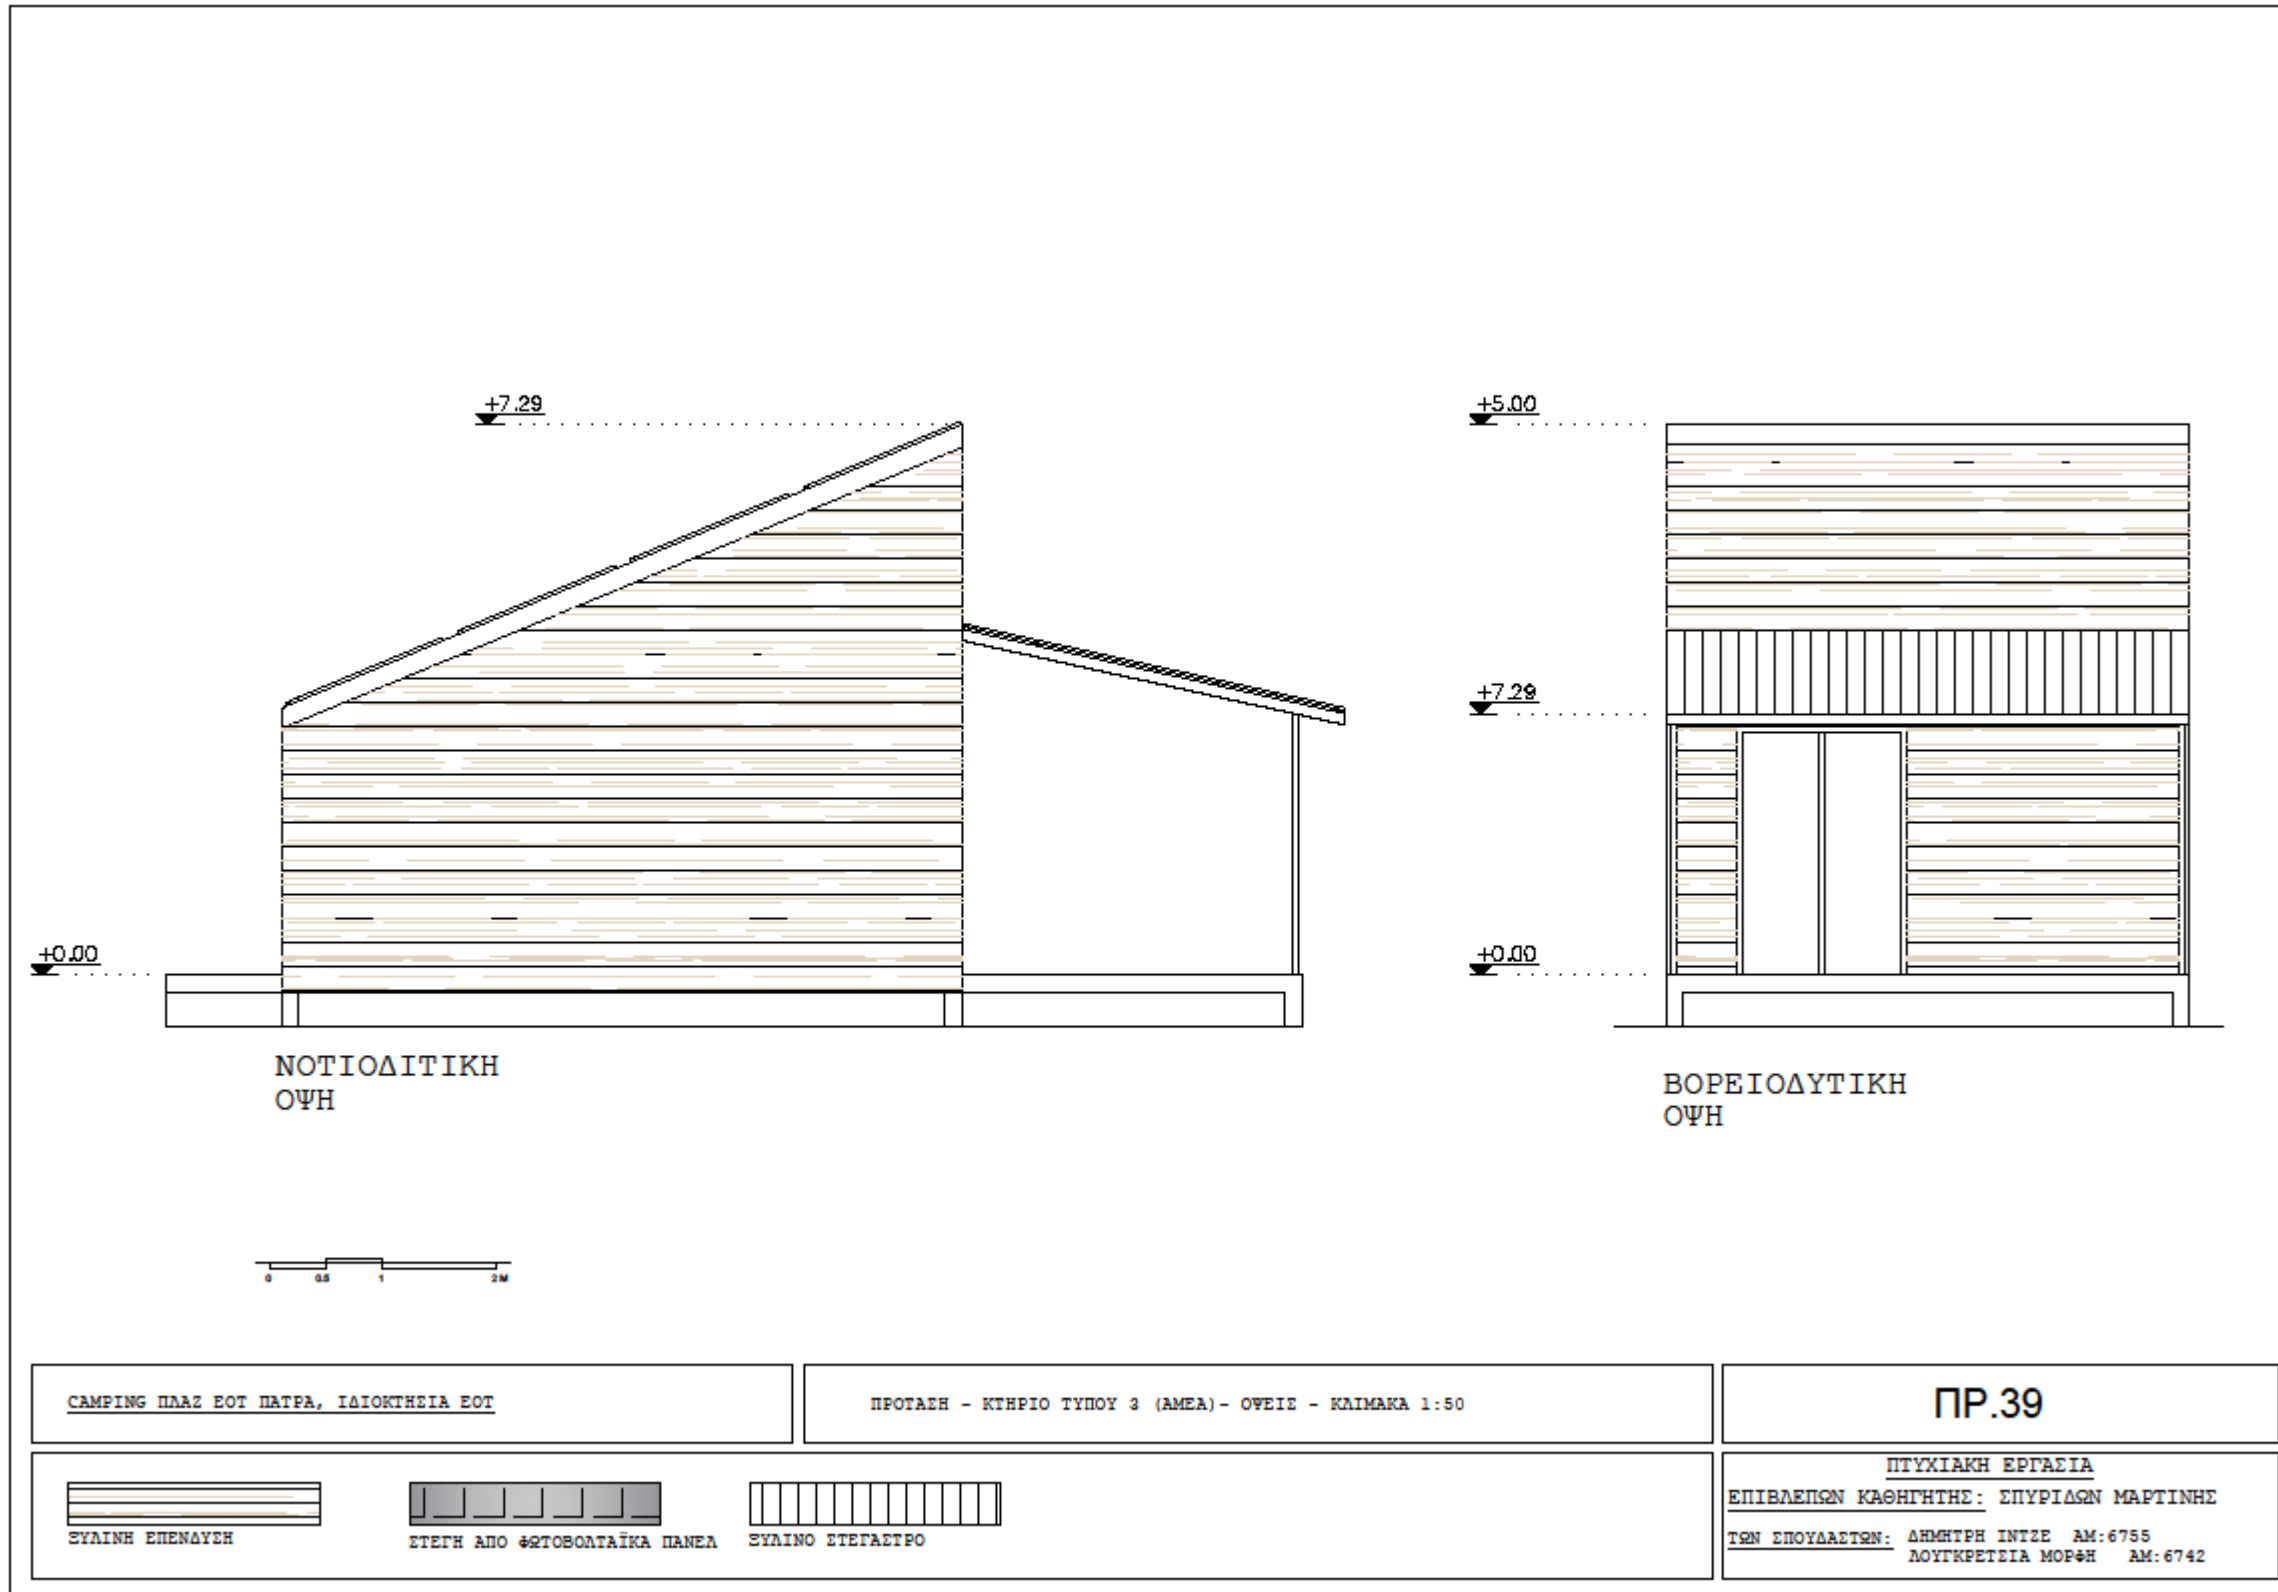 +7.29
+5.00
+7.29
+0.00
+0.00
ΝΟΤΙΟΔΙΤΙΚΗ
ΟΨΗ
ΒΟΡΕΙΟΔΥΤΙΚΗ
ΟΨΗ
0 0.5 1 2M
CAMPING ΠΛΑΖ ΕΟΤ ΠΑΤΡΑ, ΙΔΙΟΚΤΗΣΙΑ ΕΟΤ
ΠΡΟΤΑΣΗ - ΚΤΗΡΙΟ ΤΥΠΟΥ 3 (ΑΜΕΑ)- ΟΨΕΙΣ - ΚΛΙΜΑΚΑ 1:50
ΠΡ.39
ΞΥΛΙΝΗ ΕΠΕΝΔΥΣΗ
ΣΤΕΓΗ ΑΠΟ ΦΩΤΟΒΟΛΤΑΪΚΑ ΠΑΝΕΛ
ΞΥΛΙΝΟ ΣΤΕΓΑΣΤΡΟ
ΠΤΥΧΙΑΚΗ ΕΡΓΑΣΙΑ
ΕΠΙΒΛΕΠΩΝ ΚΑΘΗΓΗΤΗΣ: ΣΠΥΡΙΔΩΝ ΜΑΡΤΙΝΗΣ
ΤΩΝ ΣΠΟΥΔΑΣΤΩΝ: ΔΗΜΗΤΡΗ ΙΝΤΖΕ ΑΜ:6755
ΛΟΥΓΚΡΕΤΣΙΑ ΜΟΡΦΗ ΑΜ:6742